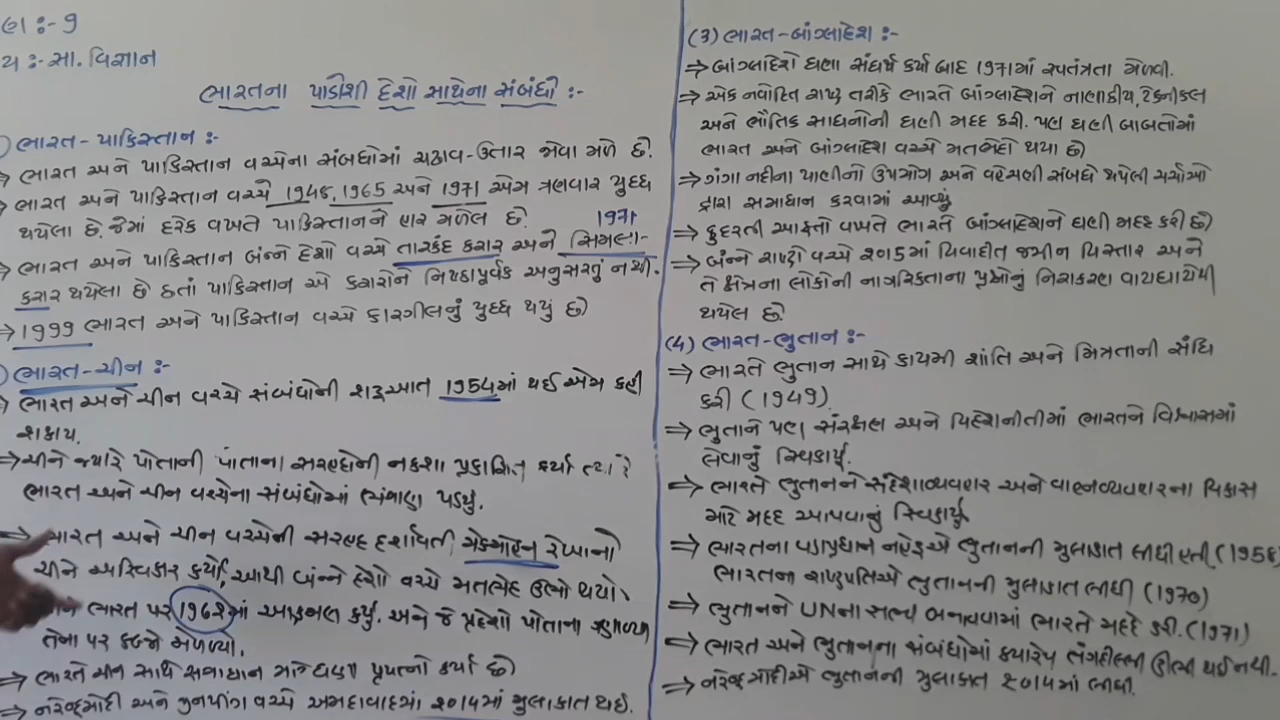 ણ :- 9
ય :- સા. વિજ્ઞાન
ભારતના પાડોશી દેશો સાથેના સંબંધો :-
) ભારત - પાકિસ્તાન :-
→ ભારત અને પાકિસ્તાન વચ્ચેના સંબધોમાં ચઢાવ-ઉતાર જોવા મળે છે.
→ ભારત અને પાકિસ્તાન વચ્ચે 1948, 1965 અને 1971 એમ ત્રણવાર યુદ્ધ
થયેલા છે. જેમાં દરેક વખતે પાકિસ્તાનને હાર મળેલ છે.
1971
→ ભારત અને પાકિસ્તાન બંન્ને દેશો વચ્ચે તાશ્કંદ કરાર અને સિમલા-
કરાર થયેલા છે છતાં પાકિસ્તાન એ કરારોને નિષ્ઠાપૂર્વક અનુસરતું નથી.
→ 1999 ભારત અને પાકિસ્તાન વચ્ચે કારગીલનું યુદ્ધ થયું છે
) ભારત - ચીન :-
→ ભારત અને ચીન વચ્ચે સંબંધોની શરૂઆત 1954માં થઈ એમ કહી
શકાય.
⇒ ચીને જ્યારે પોતાની સરહદોની નકશા પ્રકાશિત કર્યા ત્યારે
ભારત અને ચીન વચ્ચેના સંબંધોમાં ભંગાણ પડ્યુ.
⇒ ભારત અને ચીન વચ્ચેની સરહદ દર્શાવતી મેકમોહન રેખાનો
ચીને અસ્વિકાર કર્યો, આથી બંન્ને દેશો વચ્ચે મતભેદ ઉભો થયો
ભારત પર 1962માં આક્રમણ કર્યુ. અને જે પ્રદેશો પોતાના ગણાવ્યા
તેના પર કબજો મેળવ્યો.
⇒ ભારતે ચીન સાથે સમાધાન માટે ઘણા પ્રયત્નો કર્યા છે
⇒ નરેન્દ્રમોદી અને જીનપીંગ વચ્ચે અમદાવાદમાં ૨૦14માં મુલાકાત થઈ.
(3) ભારત-બાંગ્લાદેશ :-
⇒ બાંગ્લાદેશે ઘણા સંઘર્ષ કર્યા બાદ 1971માં સ્વતંત્રતા મેળવી.
⇒ એક નવોદિત રાષ્ટ્ર તરીકે ભારતે બાંગ્લાદેશને નાણાકીય, ટેકનીકલ
અને ભૌતિક સાધનોની ઘણી મદદ કરી. પણ ઘણી બાબતોમાં
ભારત અને બાંગ્લાદેશ વચ્ચે મતભેદો થયા છે
⇒ ગંગા નદીના પાણીનો ઉપયોગ અને વહેંચણી સંબધે થયેલી ચર્ચાઓ
દ્રારા સમાધાન કરવામાં આવ્યું
⇒ કુદરતી આફતો વખતે ભારતે બાંગ્લાદેશને ઘણી મદદ કરી છે
⇒ બંન્ને રાષ્ટ્રો વચ્ચે ૨૦15માં વિવાદીત જમીન વિસ્તાર અને
તે ક્ષેત્રના લોકોની નાગરિકતાના પ્રશ્નોનું નિરાકરણ વાટાઘાટોથી
થયેલ છે
(4) ભારત-ભુતાન :-
⇒ ભારતે ભુતાન સાથે કાયમી શાંતિ અને મિત્રતાની સંધિ
કરી (1949).
⇒ ભુતાને પણ સંરક્ષણ અને વિદેશનીતીમાં ભારતને વિશ્વાસમાં
લેવાનું સ્વિકાર્યુ.
⇒ ભારતે ભુતાનને સંદેશાવ્યવહાર અને વાહનવ્યવહારના વિકાસ
માટે મદદ આપવાનું સ્વિકાર્યુ
⇒ ભારતના વડાપ્રધાન નહેરૂએ ભુતાનની મુલાકાત લીધી હતી (1958
ભારતના રાષ્ટ્રપતિએ ભુતાનની મુલાકાત લીધી (1970)
⇒ ભુતાનને UNના સભ્ય બનાવવામાં ભારતે મદદ કરી. (1971)
⇒ ભારત અને ભુતાનના સંબંધોમાં ક્યારેય તંગદીલી ઊભી થઈ નથી.
⇒ નરેન્દ્રમોદીએ ભુતાનની મુલાકાત ૨૦14માં લીધી.